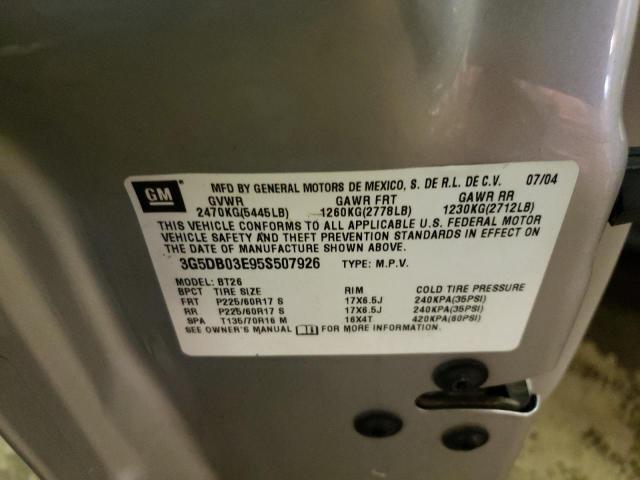 GM
MFD BY GENERAL MOTORS DE MEXICO, S. DE R.L. DE C.V. 07/04
GVWR GAWR FRT GAWR RR
2470KG(5445LB) 1260KG(2778LB) 1230KG(2712LB)
THIS VEHICLE CONFORMS TO ALL APPLICABLE U.S. FEDERAL MOTOR
VEHICLE SAFETY AND THEFT PREVENTION STANDARDS IN EFFECT ON
THE DATE OF MANUFACTURE SHOWN ABOVE.
3G5DB03E95S507926 TYPE: M.P.V.
MODEL: BT26
BPCT TIRE SIZE RIM COLD TIRE PRESSURE
FRT P225/60R17 S 17X6.5J 240KPA(35PSI)
RR P225/60R17 S 17X6.5J 240KPA(35PSI)
SPA T135/70R16 M 16X4T 420KPA(60PSI)
SEE OWNER'S MANUAL FOR MORE INFORMATION.